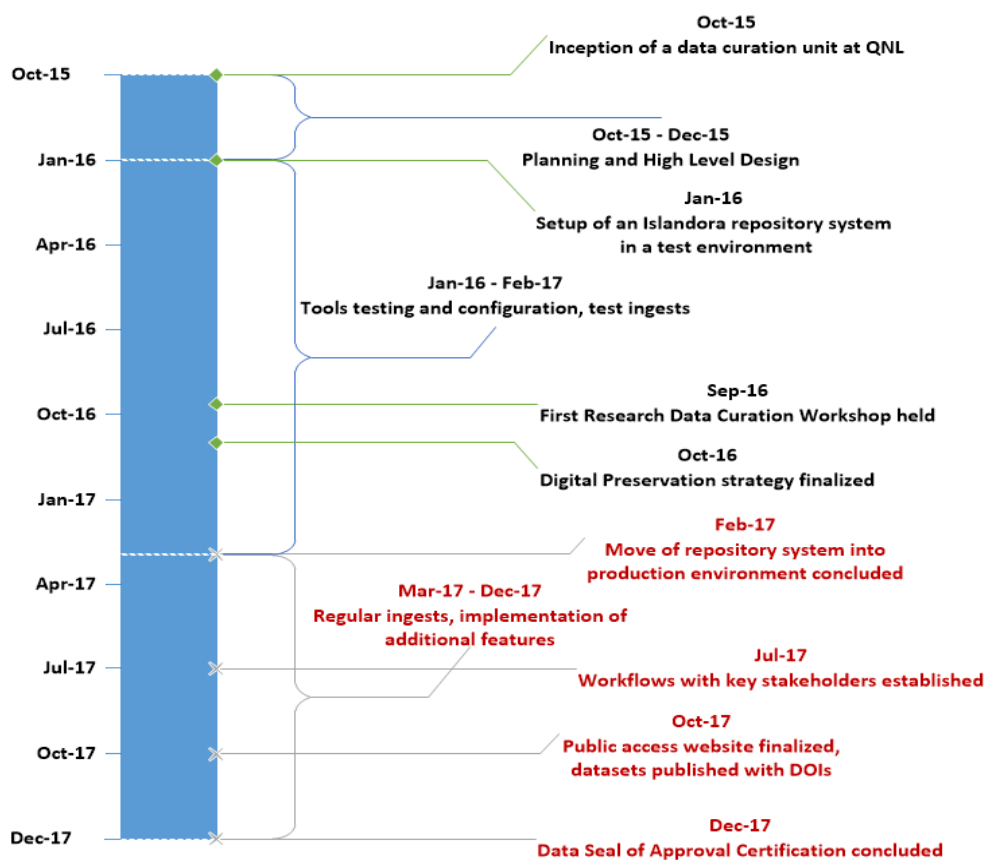 Oct-15
Inception of a data curation unit at QNL
Oct-15
Oct-15 - Dec-15
Planning and High Level Design
Jan-16
Jan-16
Setup of an Islandora repository system
in a test environment
Apr-16
Jan-16 - Feb-17
Tools testing and configuration, test ingests
Jul-16
Sep-16
First Research Data Curation Workshop held
Oct-16
Oct-16
Digital Preservation strategy finalized
Jan-17
Feb-17
Move of repository system into
production environment concluded
Apr-17
Mar-17 - Dec-17
Regular ingests, implementation of
additional features
Jul-17
Jul-17
Workflows with key stakeholders established
Oct-17
Public access website finalized,
datasets published with DOIs
Oct-17
Dec-17
Data Seal of Approval Certification concluded
Dec-17